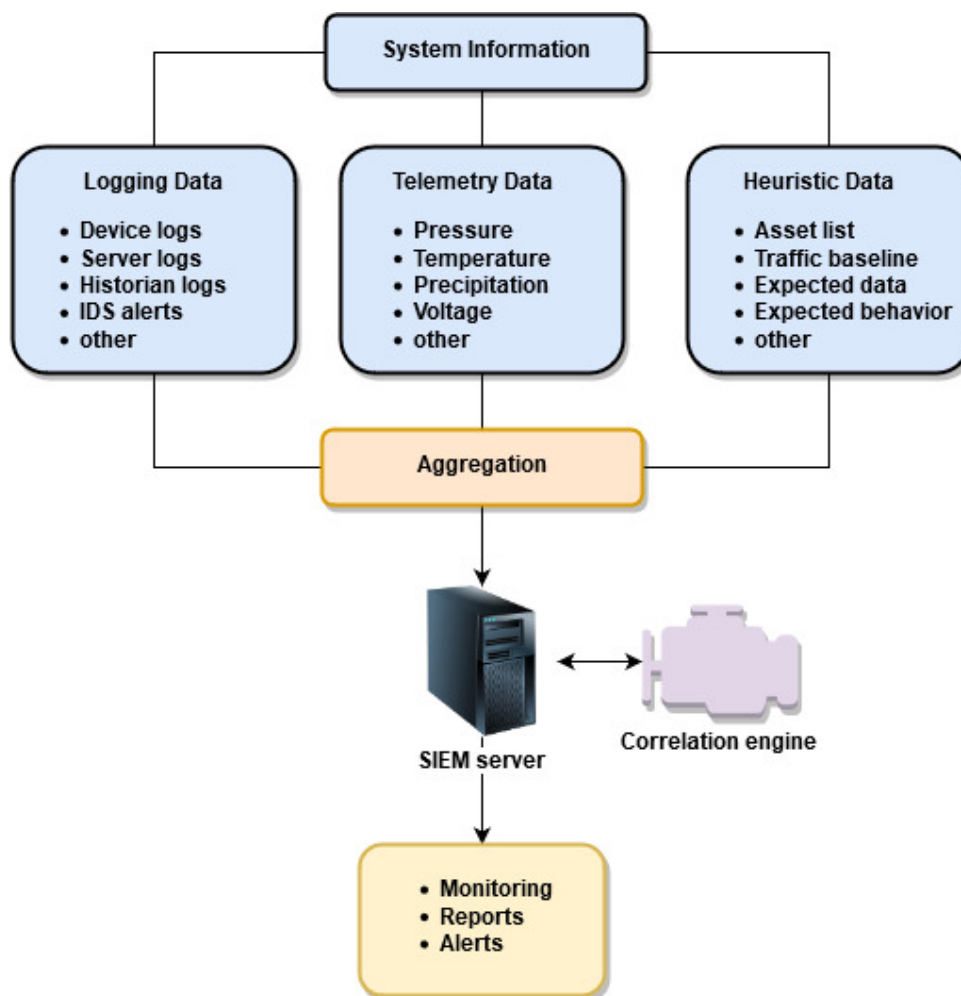 System Information
Logging Data
• Device logs
• Server logs
• Historian logs
• IDS alerts
• other
Telemetry Data
• Pressure
• Temperature
• Precipitation
• Voltage
• other
Heuristic Data
• Asset list
• Traffic baseline
• Expected data
• Expected behavior
• other
Aggregation
SIEM server
Correlation engine
• Monitoring
• Reports
• Alerts